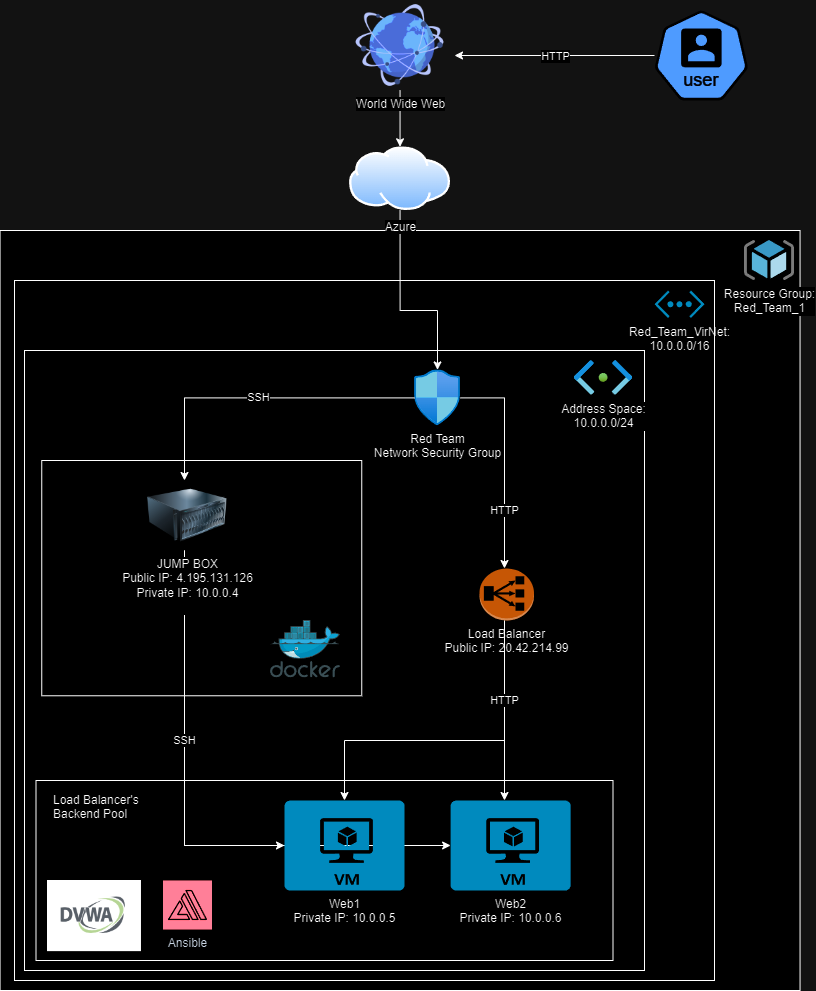 HTTP
user
World Wide Web
Azure
Resource Group:
Red_Team_1
Red_Team_VirNet:
10.0.0.0/16
Address Space:
10.0.0.0/24
SSH
Red Team
Network Security Group
HTTP
JUMP BOX
Public IP: 4.195.131.126
Private IP: 10.0.0.4
docker
Load Balancer
Public IP: 20.42.214.99
HTTP
SSH
Load Balancer's
Backend Pool
VM
VM
Web1
Private IP: 10.0.0.5
Web2
Private IP: 10.0.0.6
DVWA
Ansible